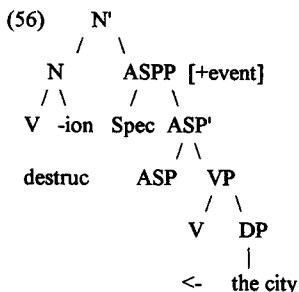 (56) N'
N ASPP [+event]
V -ion Spec ASP'
destruc ASP VP
V DP
<- the city